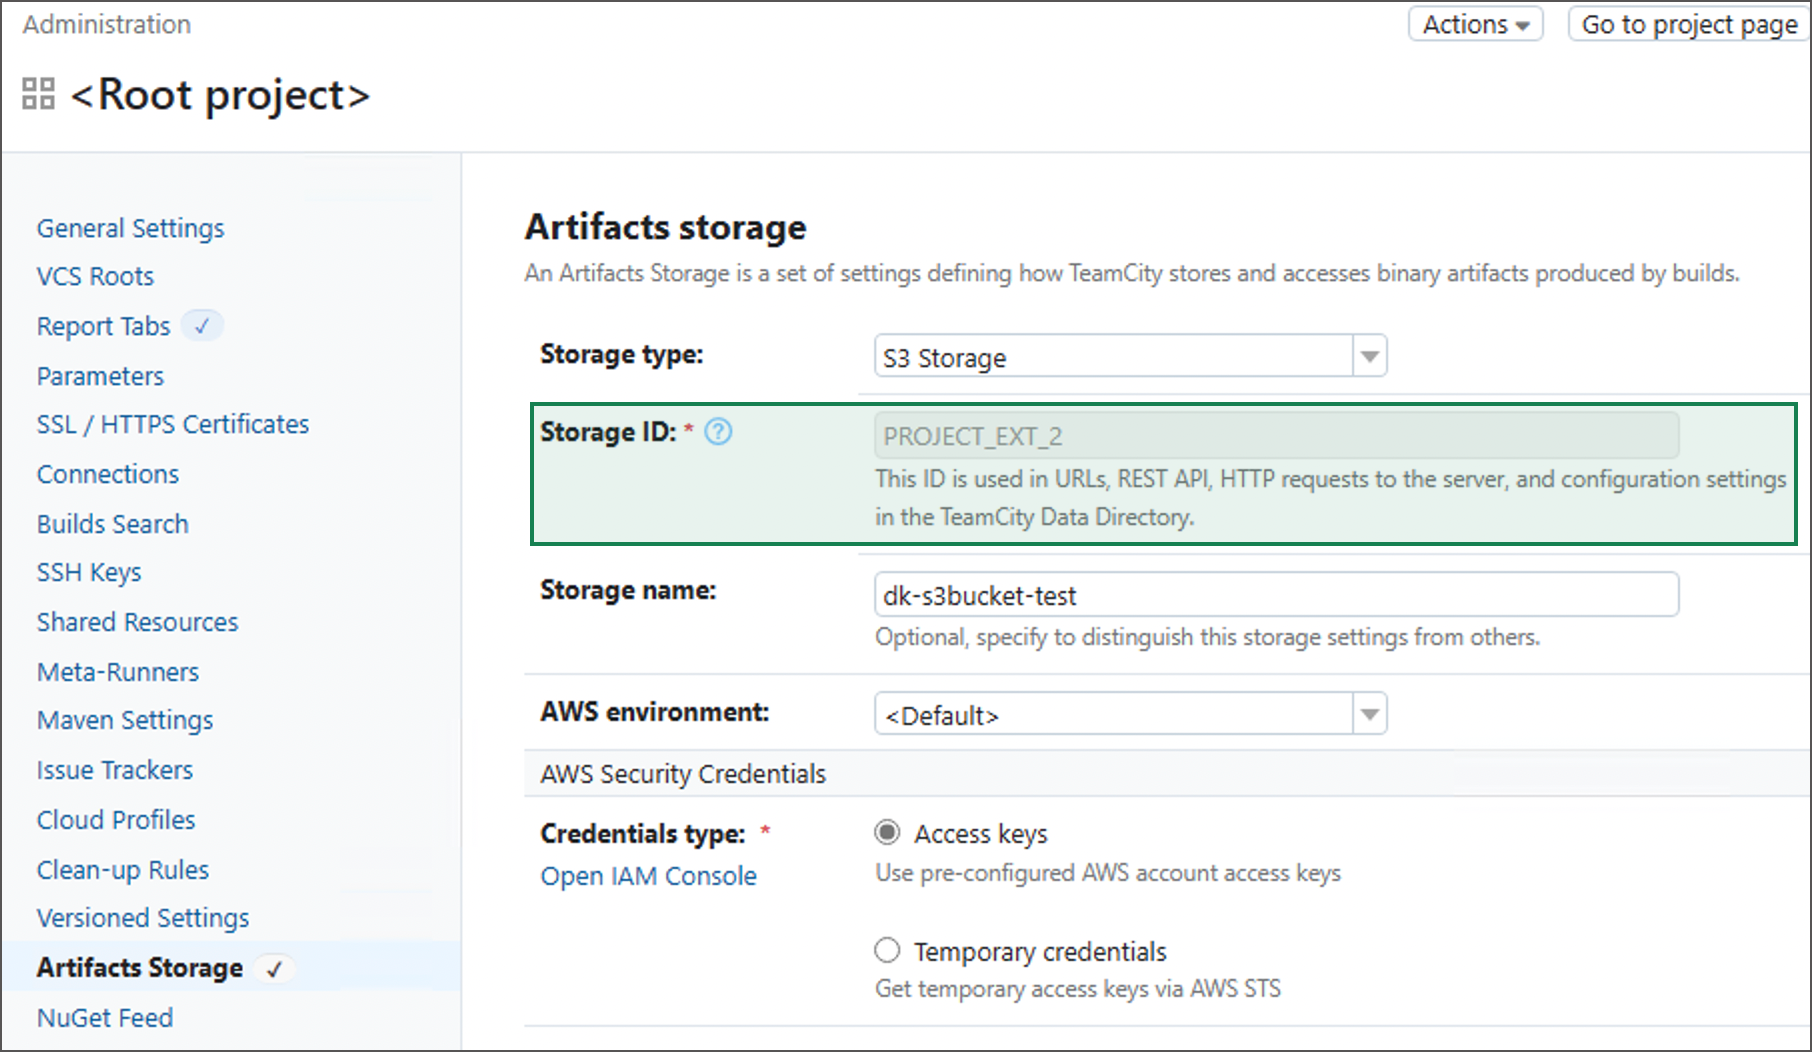 Administration
Actions
Go to project page
<Root project>
General Settings
VCS Roots
Report Tabs ✓
Parameters
SSL / HTTPS Certificates
Connections
Builds Search
SSH Keys
Shared Resources
Meta-Runners
Maven Settings
Issue Trackers
Cloud Profiles
Clean-up Rules
Versioned Settings
Artifacts Storage ✓
NuGet Feed
Artifacts storage
An Artifacts Storage is a set of settings defining how TeamCity stores and accesses binary artifacts produced by builds.
Storage type:
S3 Storage
Storage ID: * ?
PROJECT_EXT_2
This ID is used in URLs, REST API, HTTP requests to the server, and configuration settings
in the TeamCity Data Directory.
Storage name:
dk-s3bucket-test
Optional, specify to distinguish this storage settings from others.
AWS environment:
<Default>
AWS Security Credentials
Credentials type: *
Open IAM Console
Access keys
Use pre-configured AWS account access keys
Temporary credentials
Get temporary access keys via AWS STS